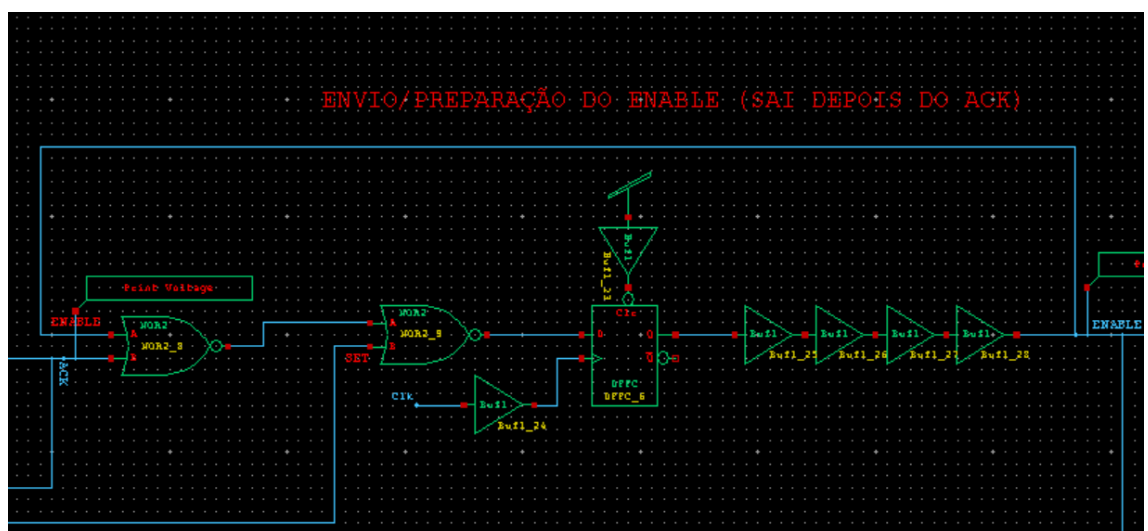 ENVIO/PREPARAÇÃO DO ENABLE (SAI DEPOIS DO ACK)
Buf1
Buf1_23
Print Voltage
ENABLE
NOR2
A
NOR2_8
B
ACK
NOR2
A
NOR2_9
B
SET
Clk
Buf1
Buf1_24
Clr
D
Q
Q
DFFC
DFFC_6
Buf1
Buf1_25
Buf1
Buf1_26
Buf1
Buf1_27
Buf1
Buf1_28
ENABLE